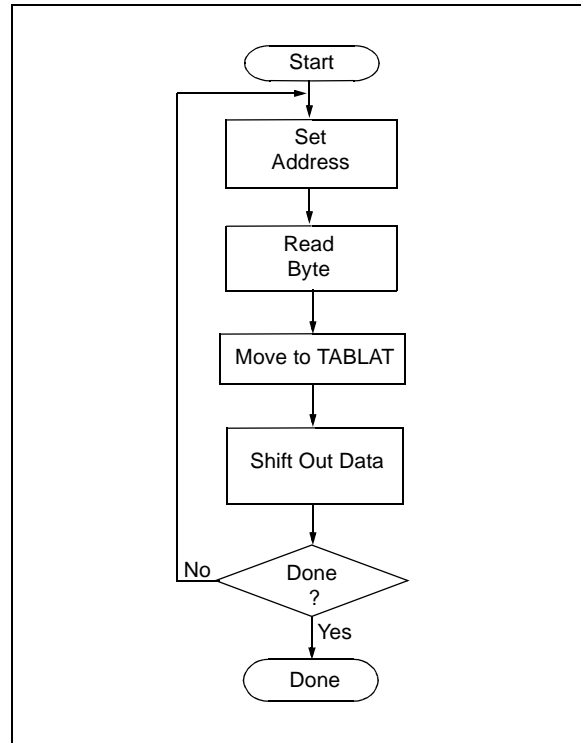 Start
Set
Address
Read
Byte
Move to TABLAT
Shift Out Data
Done
?
No
Yes
Done